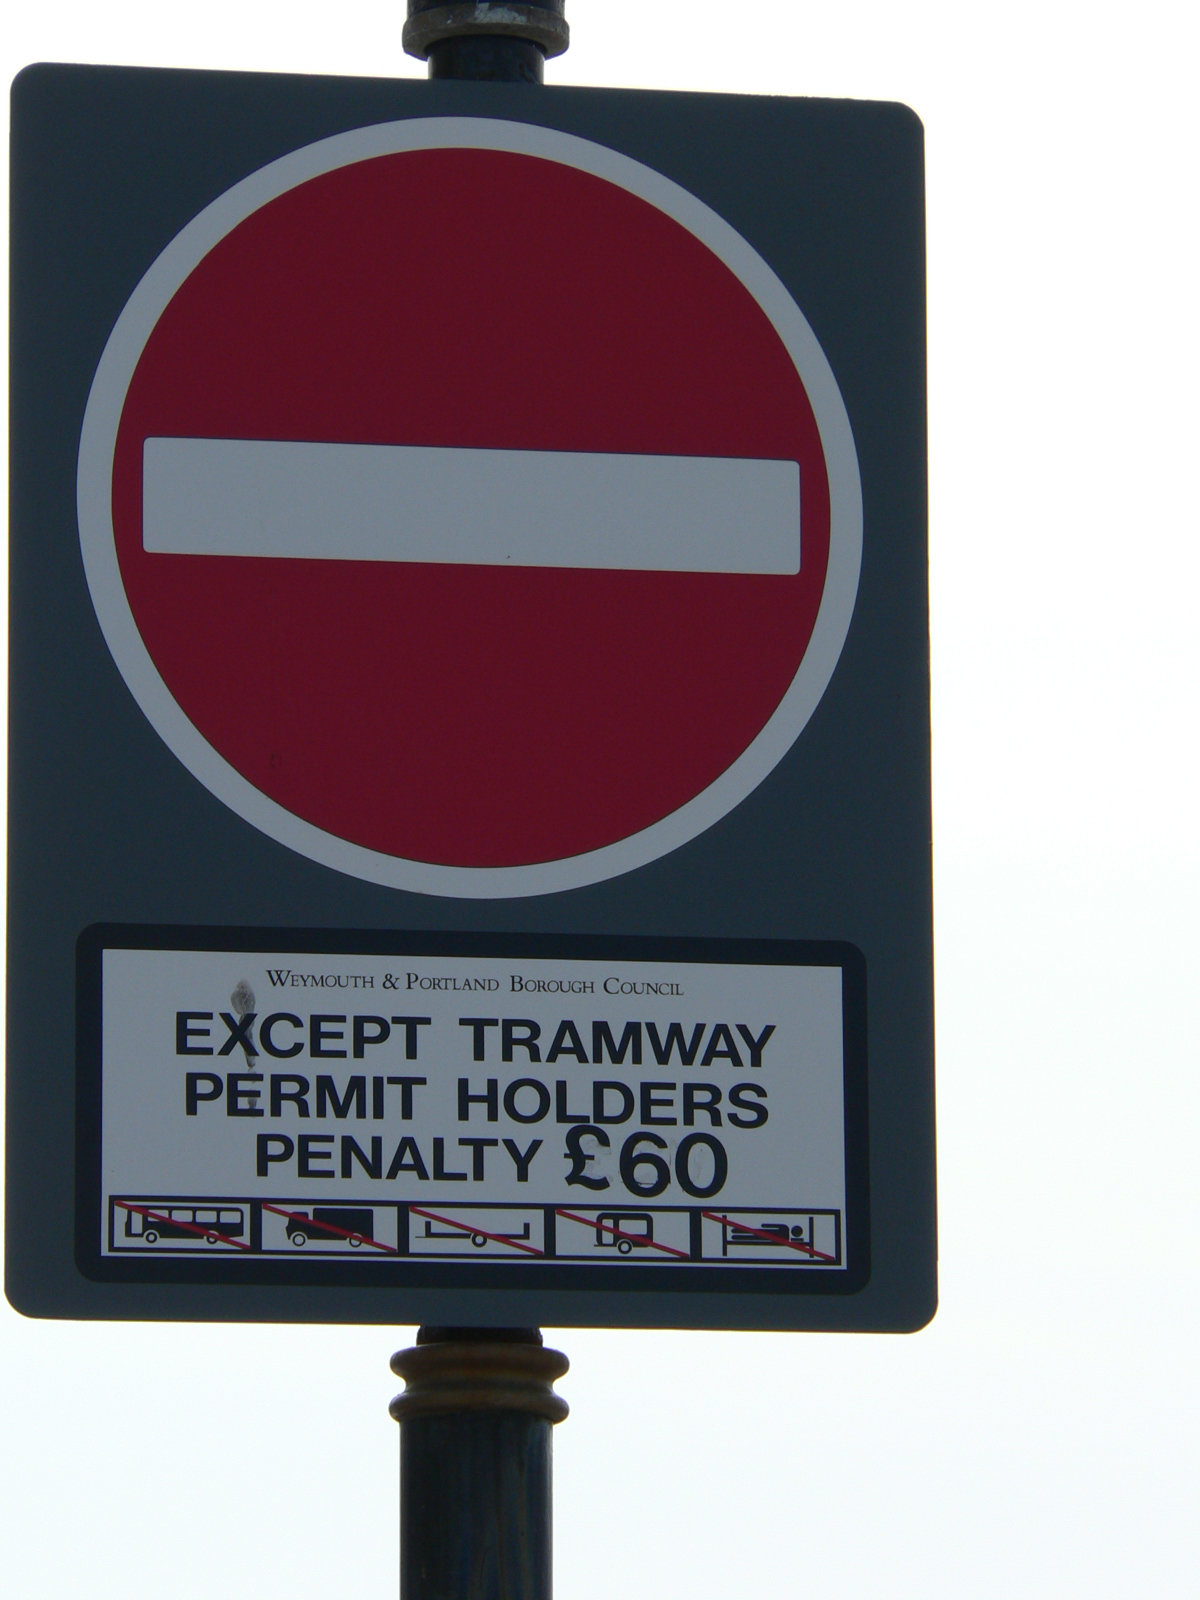 WEYMOUTH & PORTLAND BOROUGH COUNCIL
EXCEPT TRAMWAY
PERMIT HOLDERS
PENALTY £60